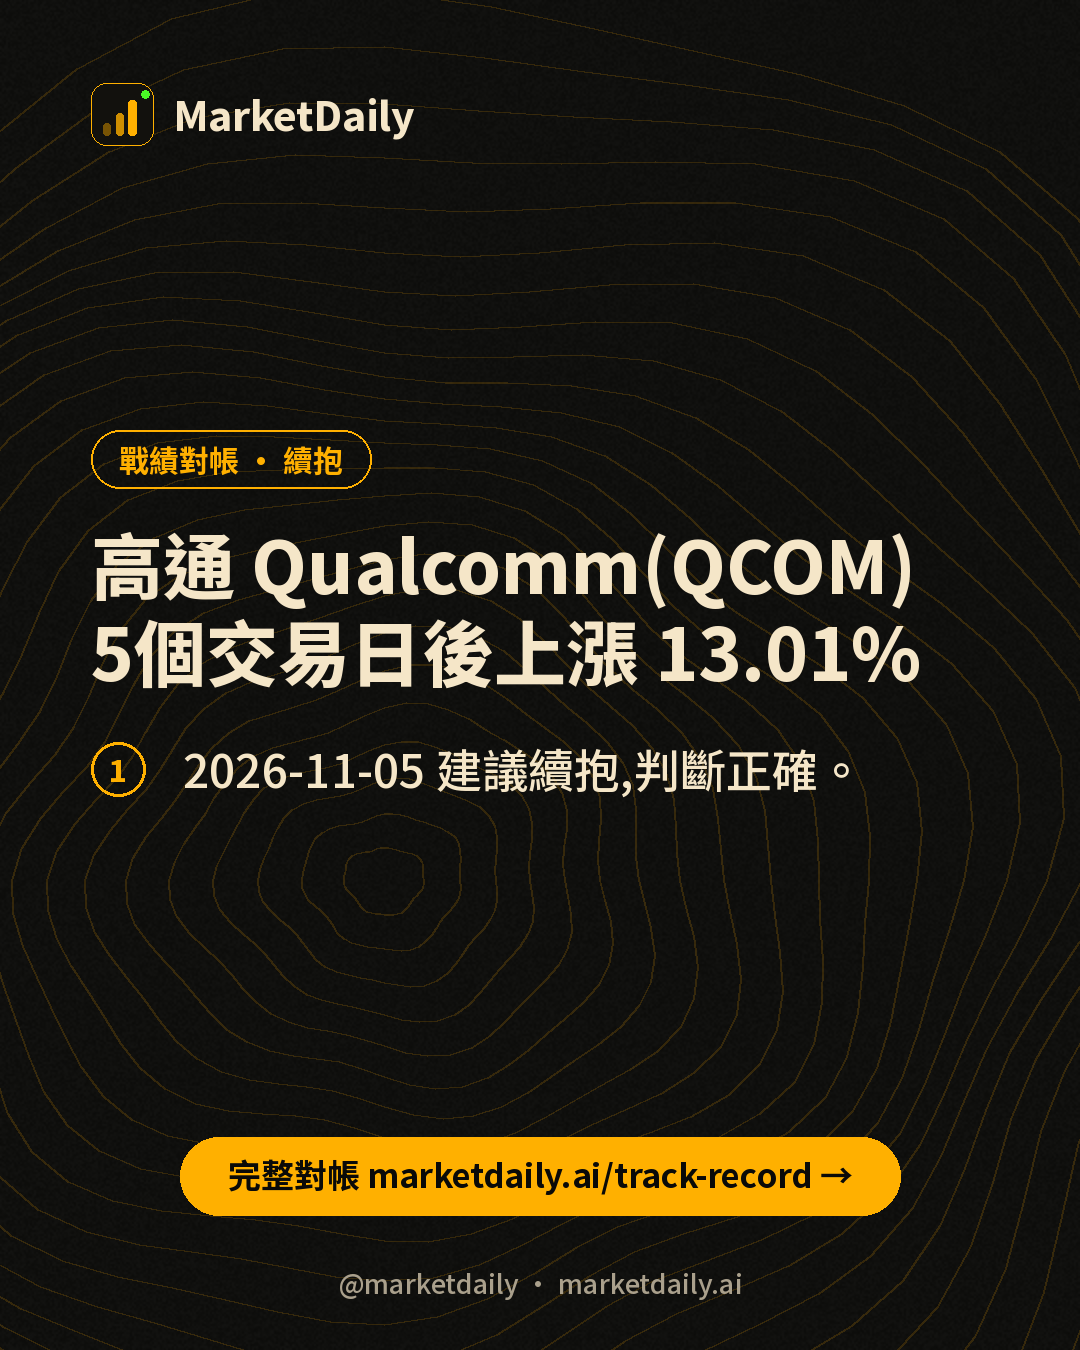 MarketDaily
戰績對帳 • 續抱
高通 Qualcomm(QCOM)
5個交易日後上漲 13.01%
1 2026-11-05 建議續抱,判斷正確。
完整對帳 marketdaily.ai/track-record →
@marketdaily • marketdaily.ai